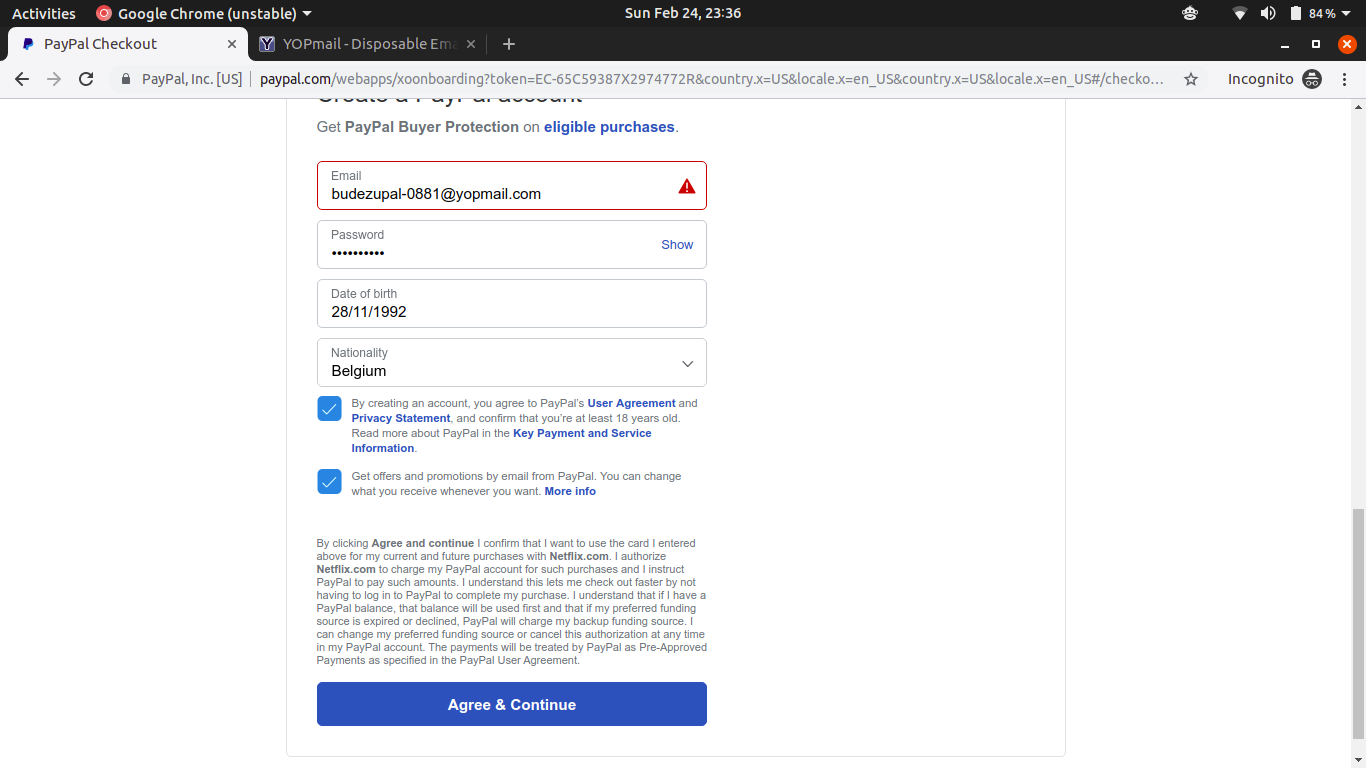 Activities
Google Chrome (unstable)
Sun Feb 24, 23:36
84 %
PayPal Checkout
YOPmail - Disposable Ema
PayPal, Inc. [US]
paypal.com/webapps/xoonboarding?token=EC-65C59387X2974772R&country.x=US&locale.x=en_US&country.x=US&locale.x=en_US#/checko...
Incognito
Create a PayPal account
Get PayPal Buyer Protection on eligible purchases.
Email
budezupal-0881@yopmail.com
Password
••••••••••
Show
Date of birth
28/11/1992
Nationality
Belgium
By creating an account, you agree to PayPal's User Agreement and
Privacy Statement, and confirm that you're at least 18 years old.
Read more about PayPal in the Key Payment and Service
Information.
Get offers and promotions by email from PayPal. You can change
what you receive whenever you want. More info
By clicking Agree and continue I confirm that I want to use the card I entered
above for my current and future purchases with Netflix.com. I authorize
Netflix.com to charge my PayPal account for such purchases and I instruct
PayPal to pay such amounts. I understand this lets me check out faster by not
having to log in to PayPal to complete my purchase. I understand that if I have a
PayPal balance, that balance will be used first and that if my preferred funding
source is expired or declined, PayPal will charge my backup funding source. I
can change my preferred funding source or cancel this authorization at any time
in my PayPal account. The payments will be treated by PayPal as Pre-Approved
Payments as specified in the PayPal User Agreement.
Agree & Continue